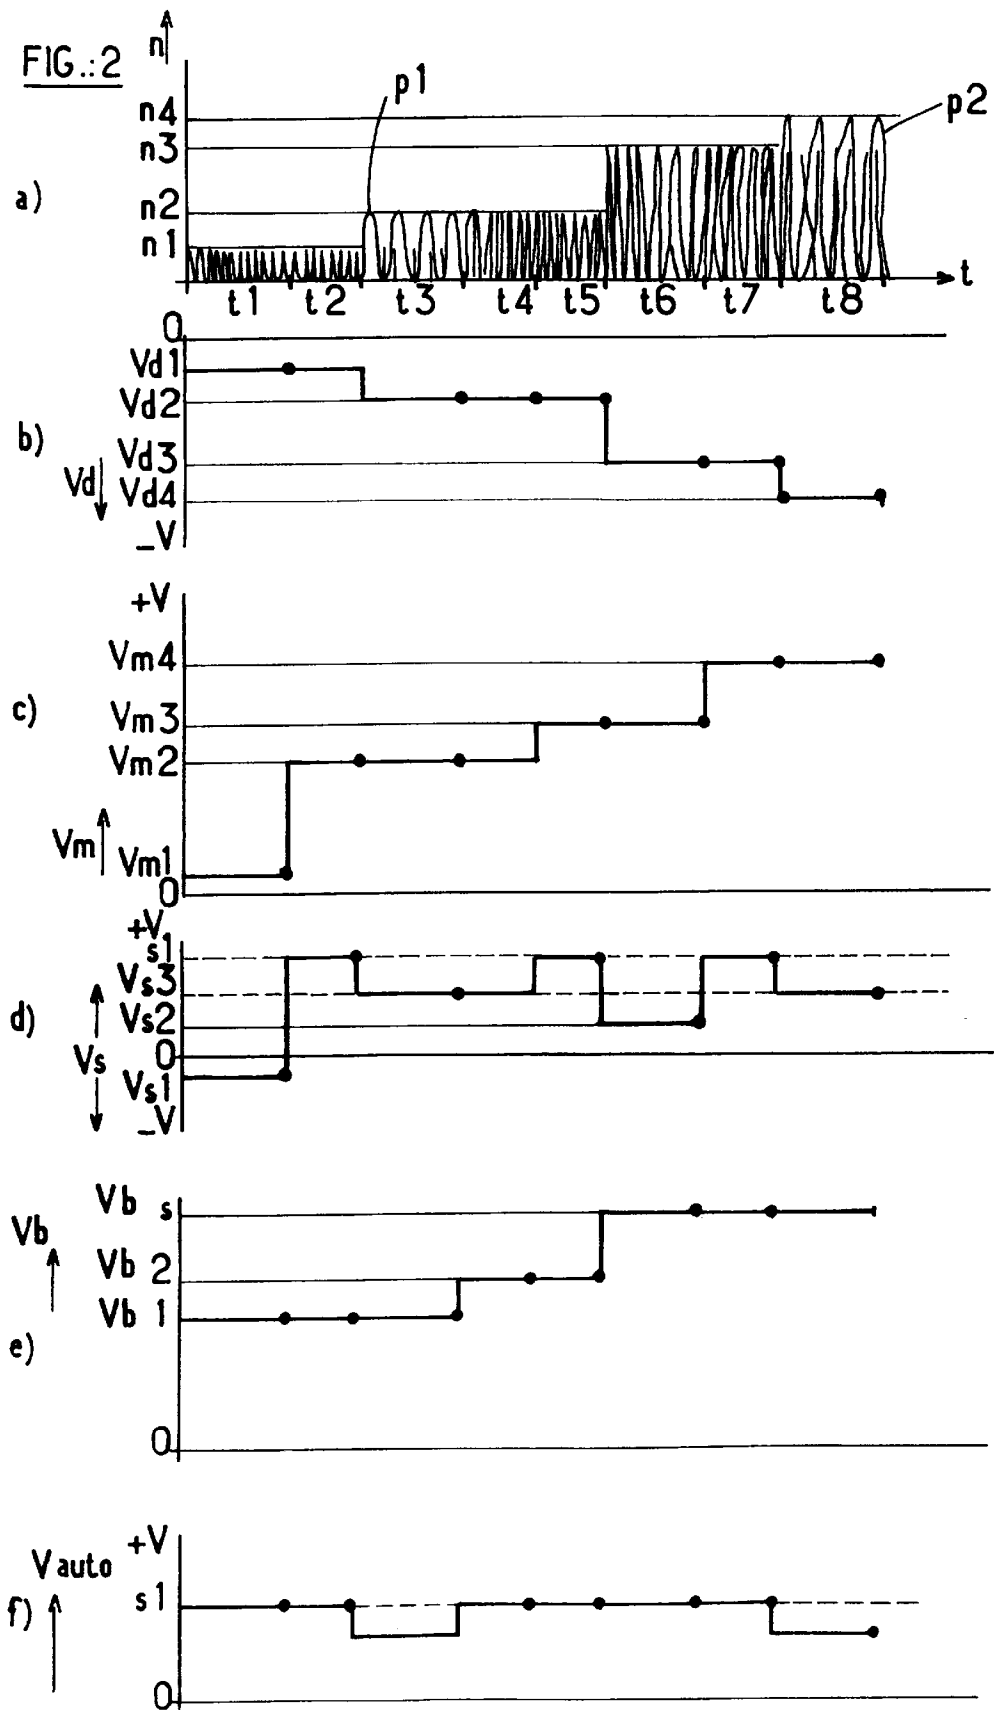 FIG.:2
n
p1
p2
n4
n3
a)
n2
n1
t
t1 t2 t3 t4 t5 t6 t7 t8
0
Vd1
Vd2
b)
Vd3
Vd
Vd4
_V
+V
Vm4
c)
Vm3
Vm2
Vm
Vm1
0
+V
s1
Vs3
d)
Vs2
0
Vs
Vs1
_V
Vb s
Vb
Vb 2
Vb 1
e)
0
+V
Vauto
s1
f)
0